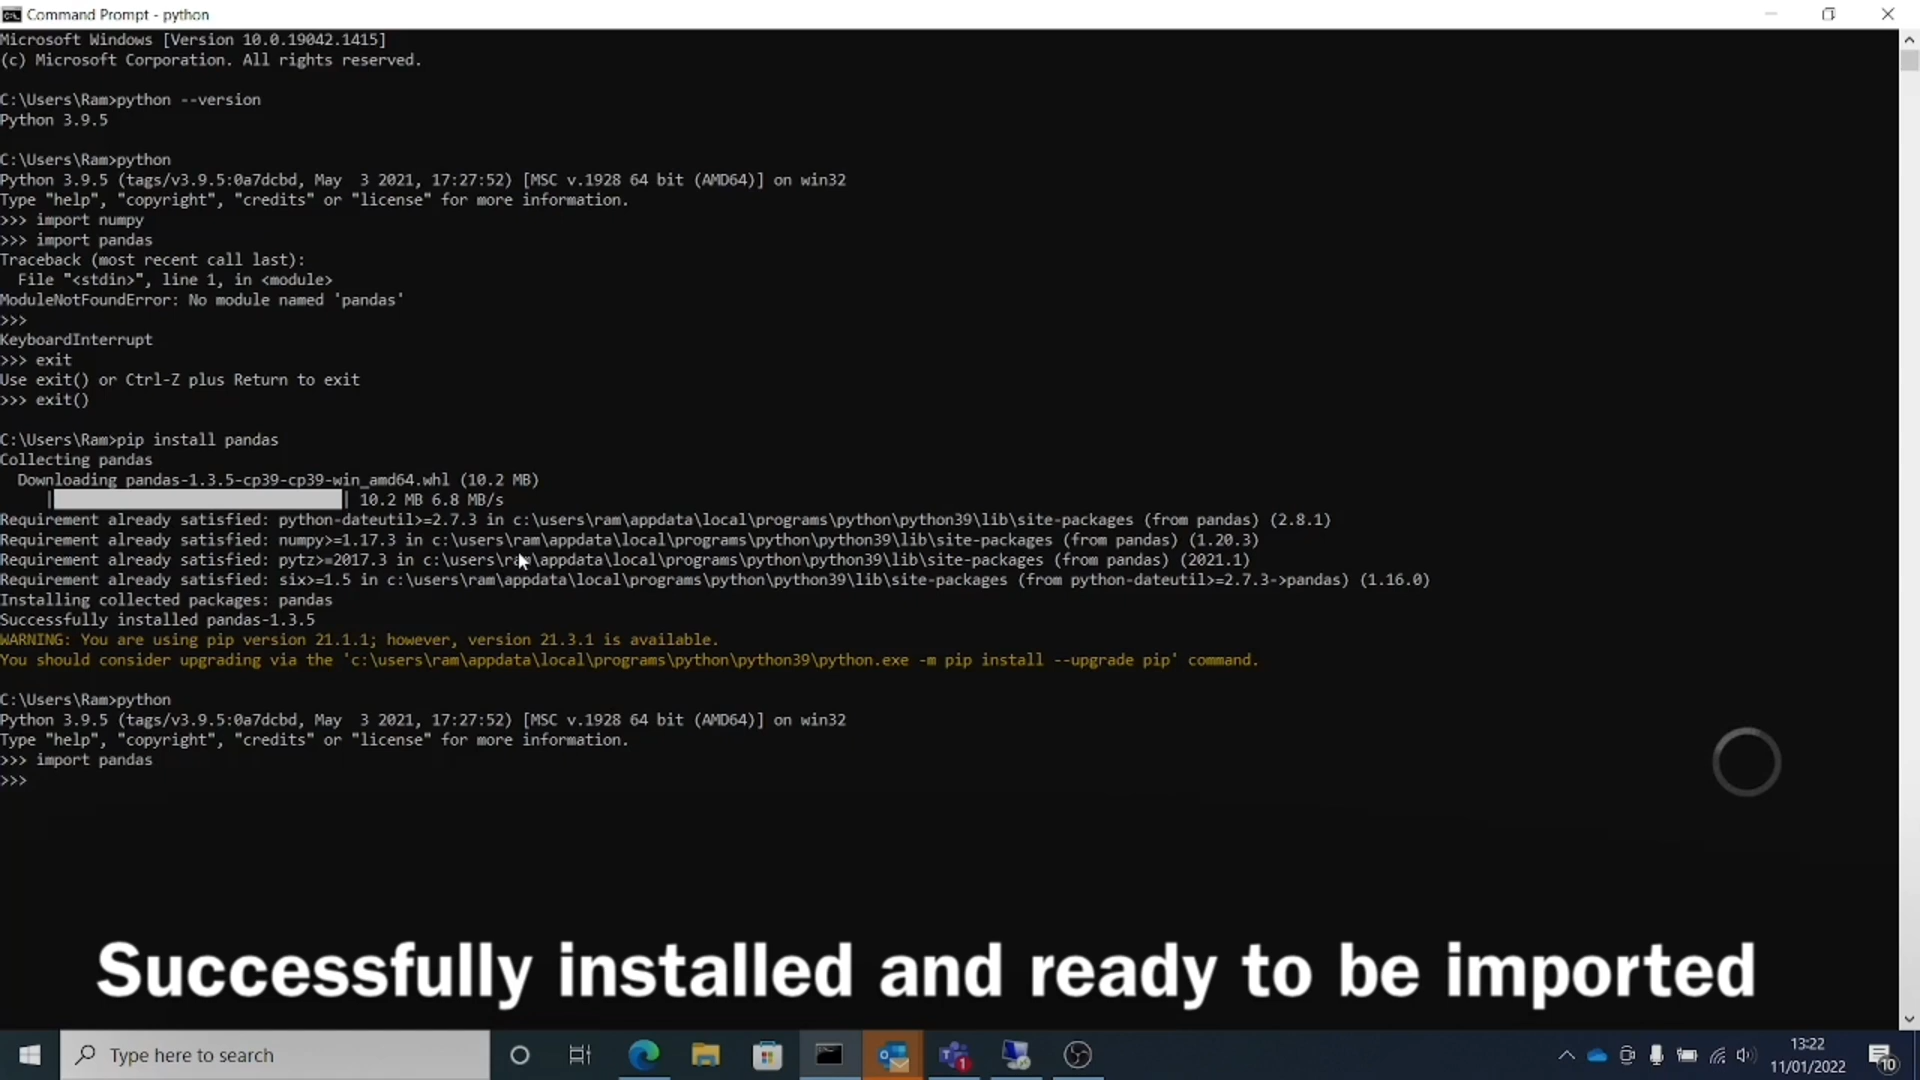 Command Prompt - python
Microsoft Windows [Version 10.0.19042.1415]
(c) Microsoft Corporation. All rights reserved.
C:\Users\Ram>python --version
Python 3.9.5
C:\Users\Ram>python
Python 3.9.5 (tags/v3.9.5:0a7dcbd, May  3 2021, 17:27:52) [MSC v.1928 64 bit (AMD64)] on win32
Type "help", "copyright", "credits" or "license" for more information.
>>> import numpy
>>> import pandas
Traceback (most recent call last):
  File "<stdin>", line 1, in <module>
ModuleNotFoundError: No module named 'pandas'
>>>
KeyboardInterrupt
>>> exit
Use exit() or Ctrl-Z plus Return to exit
>>> exit()
C:\Users\Ram>pip install pandas
Collecting pandas
  Downloading pandas-1.3.5-cp39-cp39-win_amd64.whl (10.2 MB)
| | 10.2 MB 6.8 MB/s
Requirement already satisfied: python-dateutil>=2.7.3 in c:\users\ram\appdata\local\programs\python\python39\lib\site-packages (from pandas) (2.8.1)
Requirement already satisfied: numpy>=1.17.3 in c:\users\ram\appdata\local\programs\python\python39\lib\site-packages (from pandas) (1.20.3)
Requirement already satisfied: pytz>=2017.3 in c:\users\ram\appdata\local\programs\python\python39\lib\site-packages (from pandas) (2021.1)
Requirement already satisfied: six>=1.5 in c:\users\ram\appdata\local\programs\python\python39\lib\site-packages (from python-dateutil>=2.7.3->pandas) (1.16.0)
Installing collected packages: pandas
Successfully installed pandas-1.3.5
WARNING: You are using pip version 21.1.1; however, version 21.3.1 is available.
You should consider upgrading via the 'c:\users\ram\appdata\local\programs\python\python39\python.exe -m pip install --upgrade pip' command.
C:\Users\Ram>python
Python 3.9.5 (tags/v3.9.5:0a7dcbd, May  3 2021, 17:27:52) [MSC v.1928 64 bit (AMD64)] on win32
Type "help", "copyright", "credits" or "license" for more information.
>>> import pandas
>>>
Successfully installed and ready to be imported
Type here to search
1
13:22
11/01/2022
10